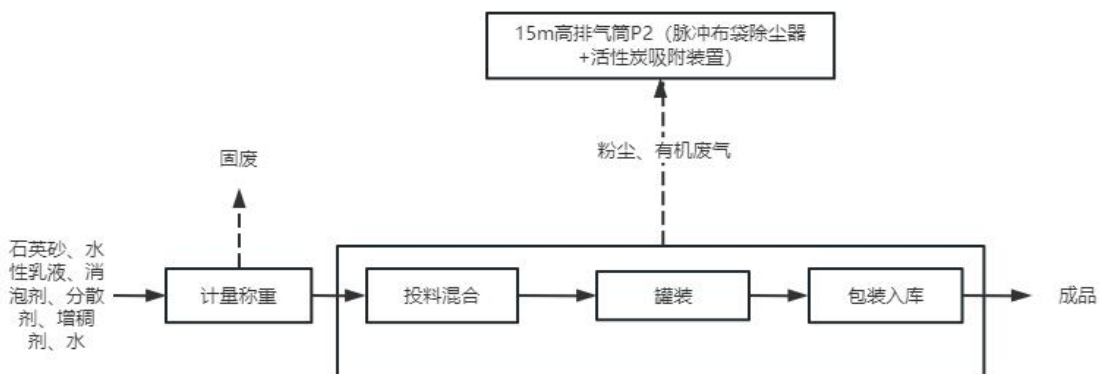 15m高排气筒P2（脉冲布袋除尘器
+活性炭吸附装置）
粉尘、有机废气
固废
石英砂、水
性乳液、消
泡剂、分散
剂、增稠
剂、水
计量称重
投料混合
罐装
包装入库
成品